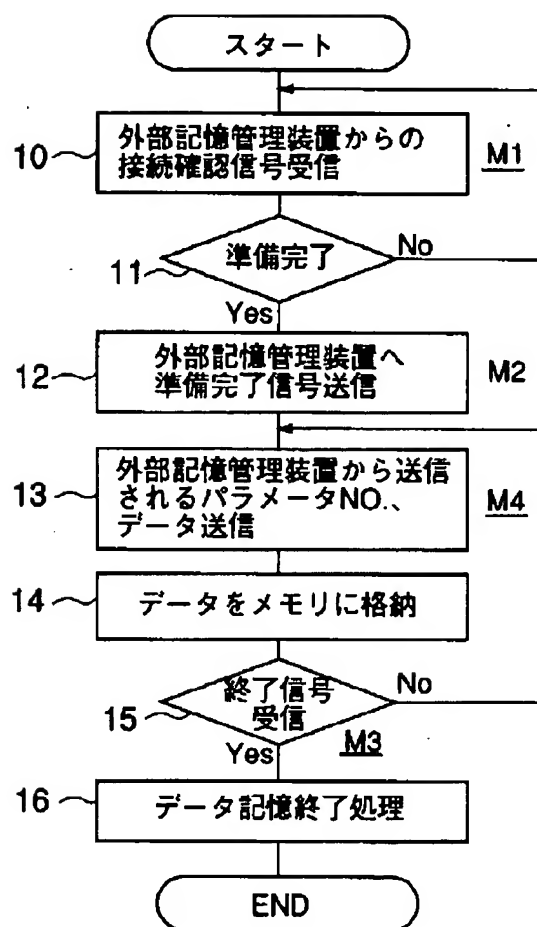 スタート
10
外部記憶管理装置からの
接続確認信号受信
M1
11
準備完了
No
Yes
12
外部記憶管理装置へ
準備完了信号送信
M2
13
外部記憶管理装置から送信
されるパラメータNO.、
データ送信
M4
14
データをメモリに格納
15
終了信号
受信
No
Yes
M3
16
データ記憶終了処理
END